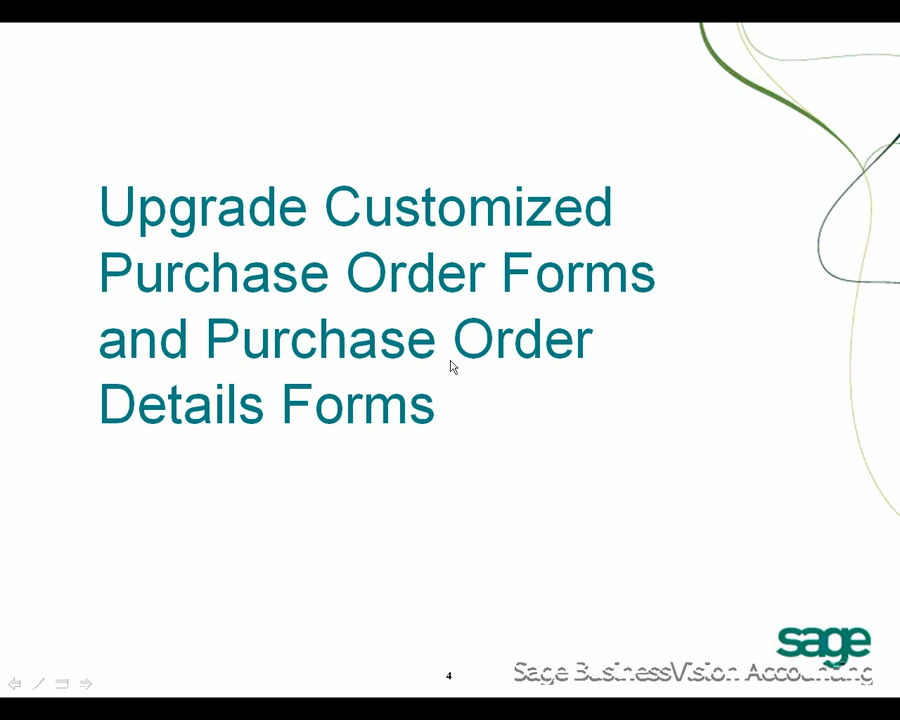 Upgrade Customized
Purchase Order Forms
and Purchase Order
Details Forms
sage
4
Sage BusinessVision Accounting